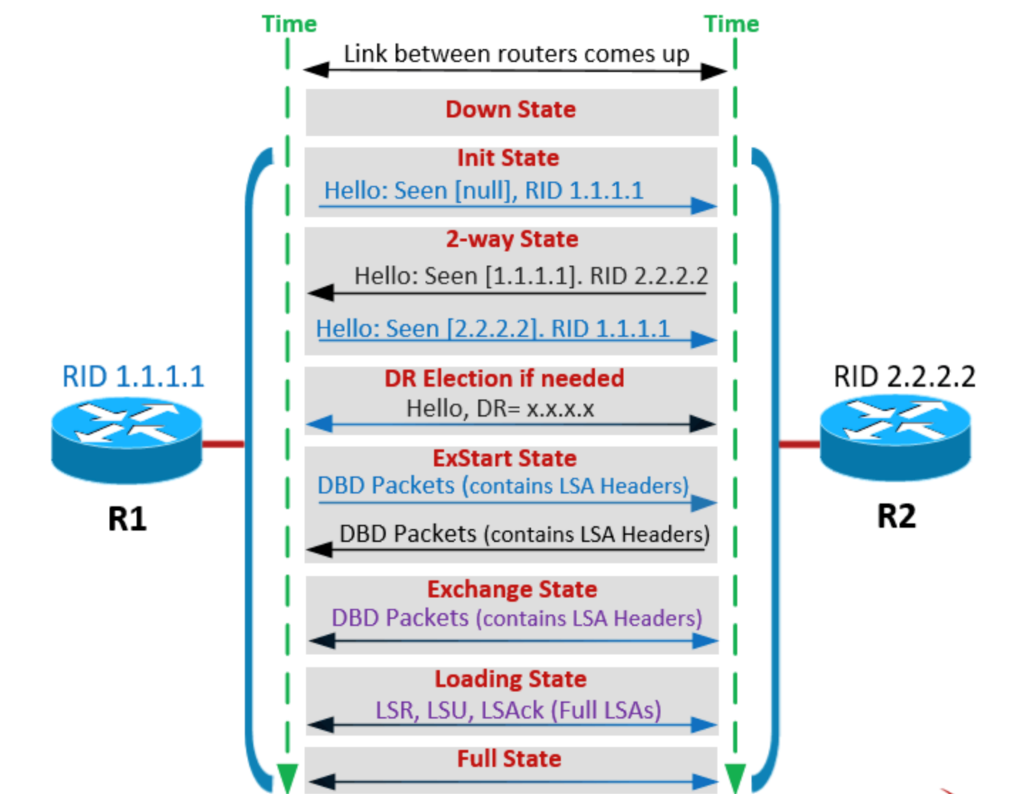 Time
Time
Link between routers comes up
Down State
Init State
Hello: Seen [null], RID 1.1.1.1
2-way State
Hello: Seen [1.1.1.1]. RID 2.2.2.2
Hello: Seen [2.2.2.2]. RID 1.1.1.1
RID 1.1.1.1
R1
DR Election if needed
Hello, DR= x.x.x.x
RID 2.2.2.2
R2
ExStart State
DBD Packets (contains LSA Headers)
DBD Packets (contains LSA Headers)
Exchange State
DBD Packets (contains LSA Headers)
Loading State
LSR, LSU, LSAck (Full LSAs)
Full State